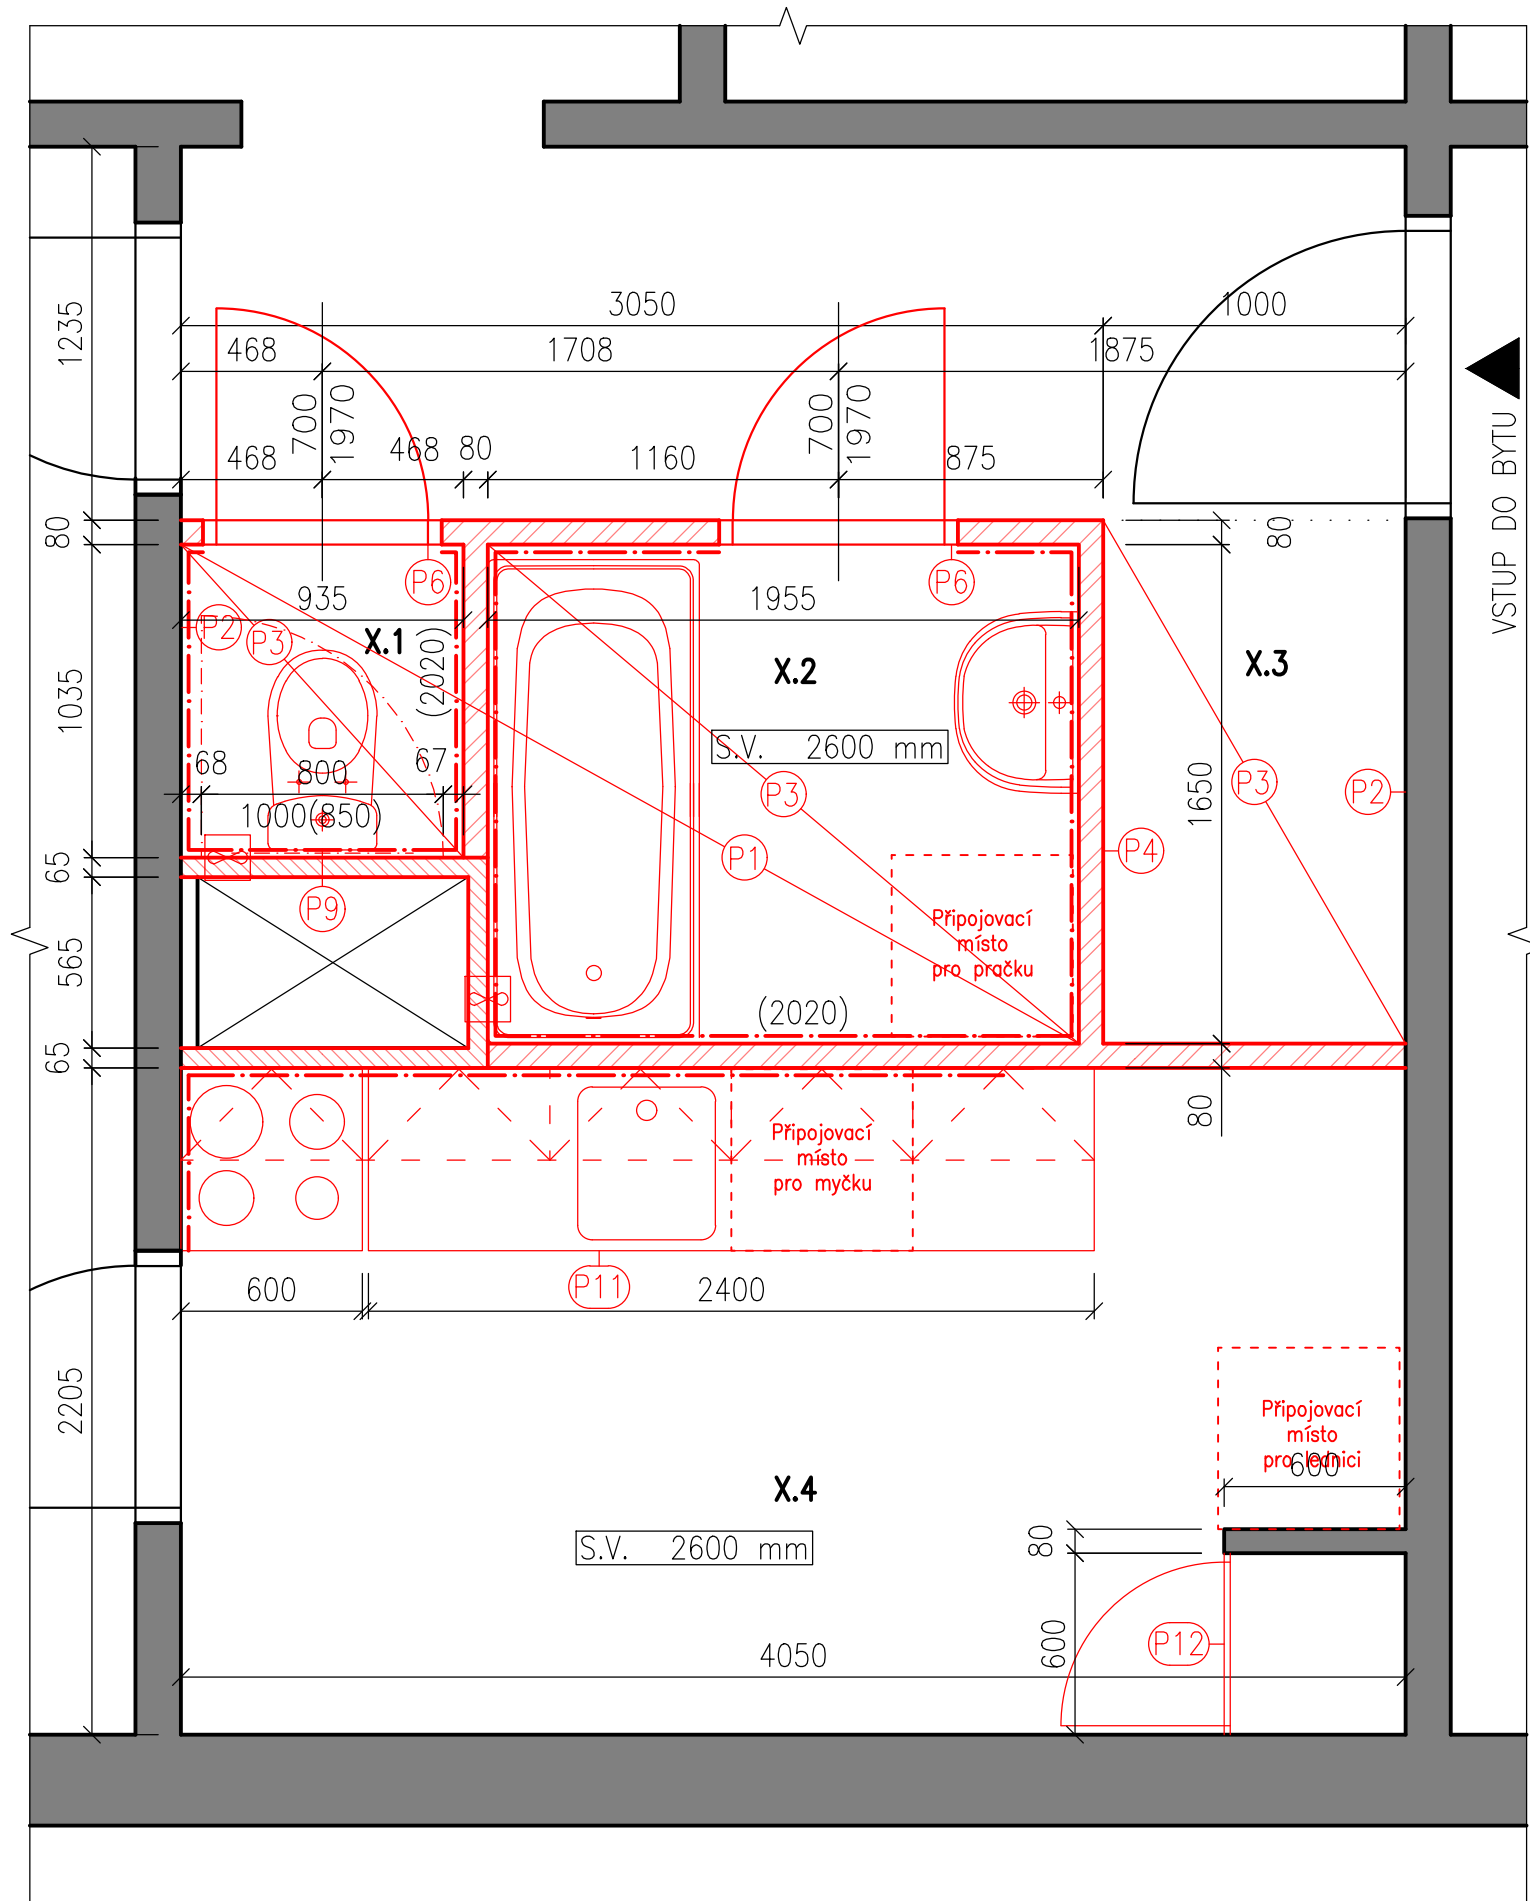 3050
1000
468
1708
1875
700
1970
700
1970
468
468
80
1160
875
1235
80
1035
65
565
65
2205
VSTUP DO BYTU
P6
P6
80
935
1955
P2
P3
X.1
(2020)
X.2
X.3
S.V. 2600 mm
68
800
67
1000(850)
P3
P3
P2
1650
P1
P4
P9
Připojovací
místo
pro pračku
(2020)
80
Připojovací
místo
pro myčku
P11
600
2400
Připojovací
místo
pro lednici
600
X.4
S.V. 2600 mm
80
600
P12
4050